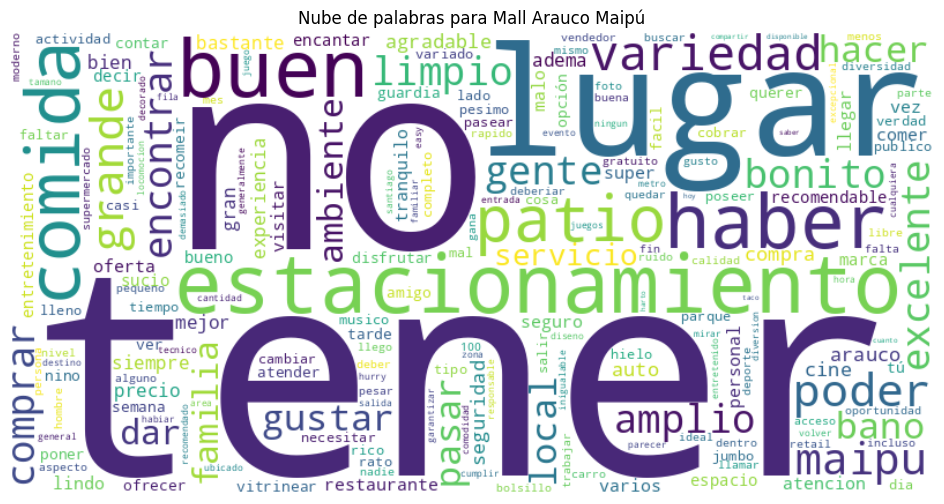 Nube de palabras para Mall Arauco Maipú
moderno
actividad
contar
bastante
encantar
agradable
variado
guardia
adema
variedad
vendedor
mismo
buscar
compartir
disponible
menos
hacer
diversidad
bien
decir
juego
buen
limpio
lugar
foto
buena
malo
opción
querer
excepcional
parte
comida
tamano
fila
decorado
mes
lado
pesimo
pasear
rapido
evento
ningun
facil
cobrar
llegar
vez
verdad
comer
publico
faltar
grande
importante
locomocion
recomeir
encontrar
no
gente
super
gratuito
gusto
saber
bonito
supermercado
casi
demasiado
gran
generalmente
experiencia
visitar
ambiente
santiago
tranquilo
familiar
easy
completo
deberiar
entrada
cosa
metro
quedar
hoy
poseer
recomendable
cualquiera
entretenimiento
patio
juegos
gana
haber
libre
bueno
disfrutar
mal
servicio
fin
ruido
calidad
compra
marca
falta
excelente
oferta
sucio
estacionamiento
amigo
hora
lleno
pequeno
tiempo
cantidad
taco
comprar
tener
mejor
musico
tarde
seguro
parque
mirar
diseno
cuanto
persona
nivel
destino
tecnico
ver
siempre
cambiar
atender
llego
100
zona
hielo
saliro
inigualable
auto
personal
entretenido
deporte
diversion
arauco
cine
tú
nino
alguno
precio
familia
deber
hurry
pesar
salida
tipo
responsable
poder
oportunidad
hombre
semana
habiar
area
dar
gustar
garantizar
comodidad
pasar
seguridad
local
amplio
bano
acceso
volver
general
poner
aspecto
recomendado
necesitar
rico
rato
nadie
parecer
ideal
dentro
retail
maipu
lindo
ofrecer
ubicado
vitrinear
restaurante
cumplir
bolsillo
trabajar
carro
varios
jumbo
llamar
espacio
incluso
atencion
dia